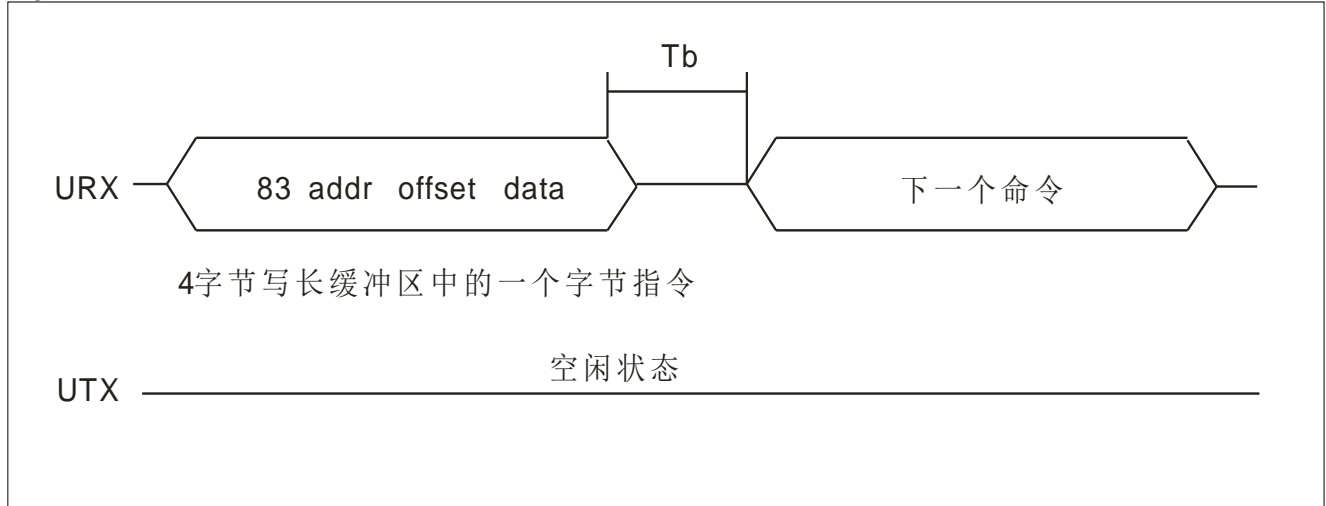 Tb
URX 83 addr offset data 下一个命令
4字节写长缓冲区中的一个字节指令
空闲状态
UTX